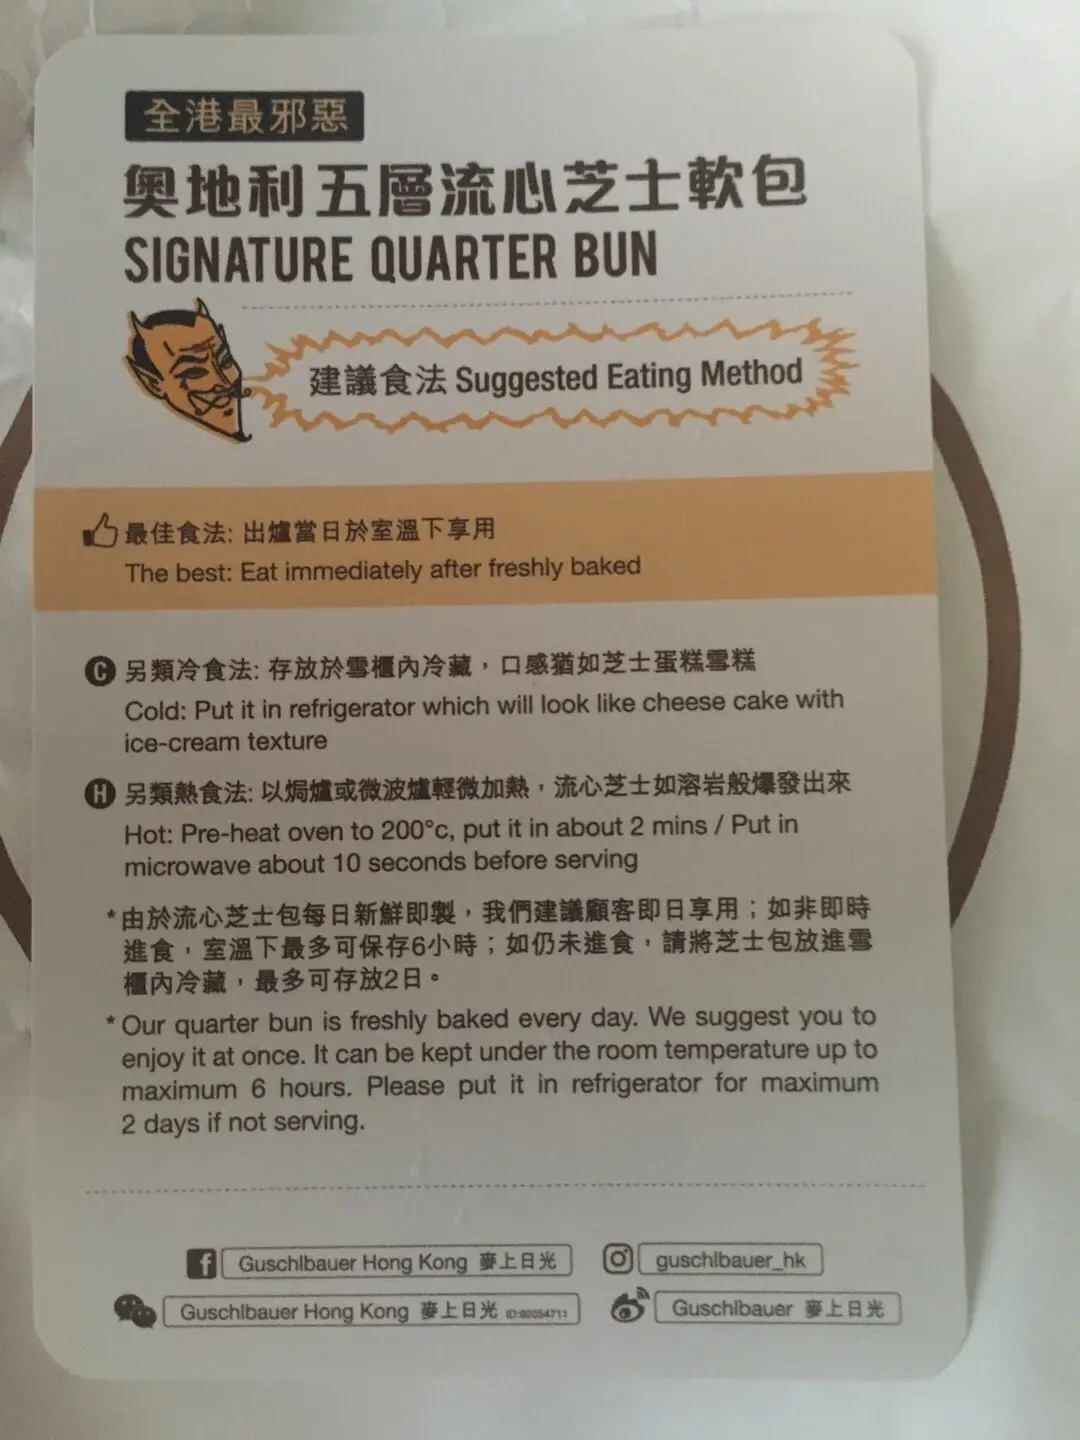 全港最邪惡
奧地利五層流心芝士軟包
SIGNATURE QUARTER BUN
建議食法 Suggested Eating Method
最佳食法: 出爐當日於室溫下享用
The best: Eat immediately after freshly baked
C 另類冷食法: 存放於雪櫃內冷藏，口感猶如芝士蛋糕雪糕
Cold: Put it in refrigerator which will look like cheese cake with
ice-cream texture
H 另類熱食法: 以焗爐或微波爐輕微加熱，流心芝士如溶岩般爆發出來
Hot: Pre-heat oven to 200°c, put it in about 2 mins / Put in
microwave about 10 seconds before serving
*由於流心芝士包每日新鮮即製，我們建議顧客即日享用；如非即時
進食，室溫下最多可保存6小時；如仍未進食，請將芝士包放進雪
櫃內冷藏，最多可存放2日。
*Our quarter bun is freshly baked every day. We suggest you to
enjoy it at once. It can be kept under the room temperature up to
maximum 6 hours. Please put it in refrigerator for maximum
2 days if not serving.
Guschlbauer Hong Kong 麥上日光 guschlbauer_hk
Guschlbauer Hong Kong 麥上日光 Guschlbauer 麥上日光